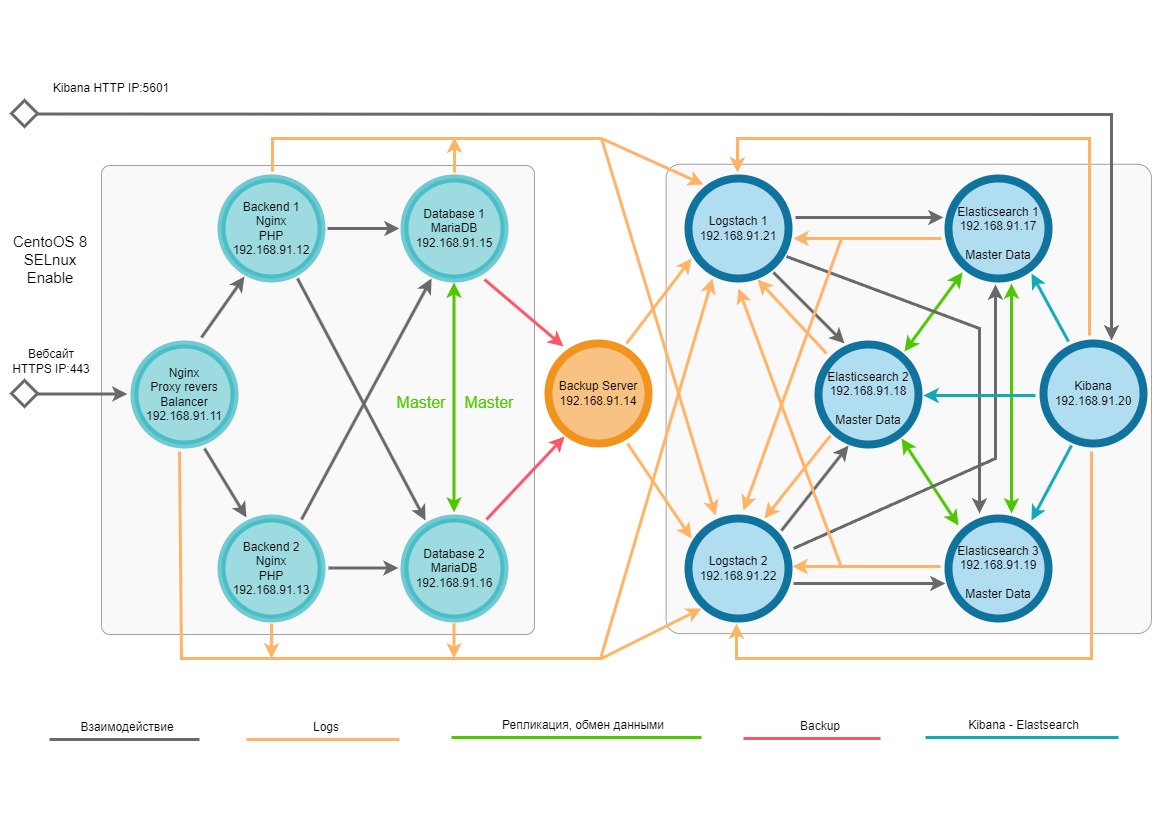 Kibana HTTP IP:5601
CentoOS 8
SELnux
Enable
Вебсайт
HTTPS IP:443
Nginx
Proxy revers
Balancer
192.168.91.11
Backend 1
Nginx
PHP
192.168.91.12
Backend 2
Nginx
PHP
192.168.91.13
Database 1
MariaDB
192.168.91.15
Master
Master
Database 2
MariaDB
192.168.91.16
Backup Server
192.168.91.14
Logstach 1
192.168.91.21
Logstach 2
192.168.91.22
Elasticsearch 1
192.168.91.17
Master Data
Elasticsearch 2
192.168.91.18
Master Data
Elasticsearch 3
192.168.91.19
Master Data
Kibana
192.168.91.20
Взаимодействие
Logs
Репликация, обмен данными
Backup
Kibana - Elastsearch